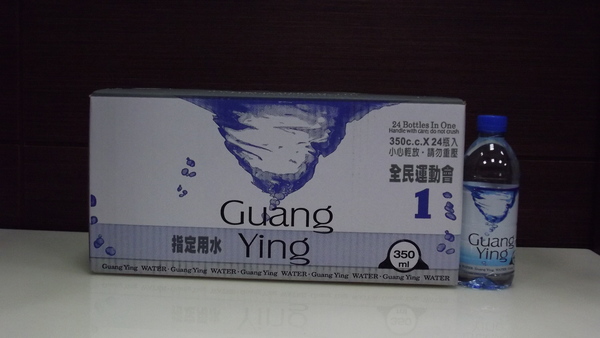 24 Bottles In One
Handle with care, do not crush
350c.c.X 24瓶入
小心輕放·請勿重壓
全民運動會
1
Guang
Ying
指定用水
350
ml
Guang Ying WATER·Guang Ying WATER·Guang Ying WATER·Guang Ying WATER·Guang Ying WATER
Guang
Ying